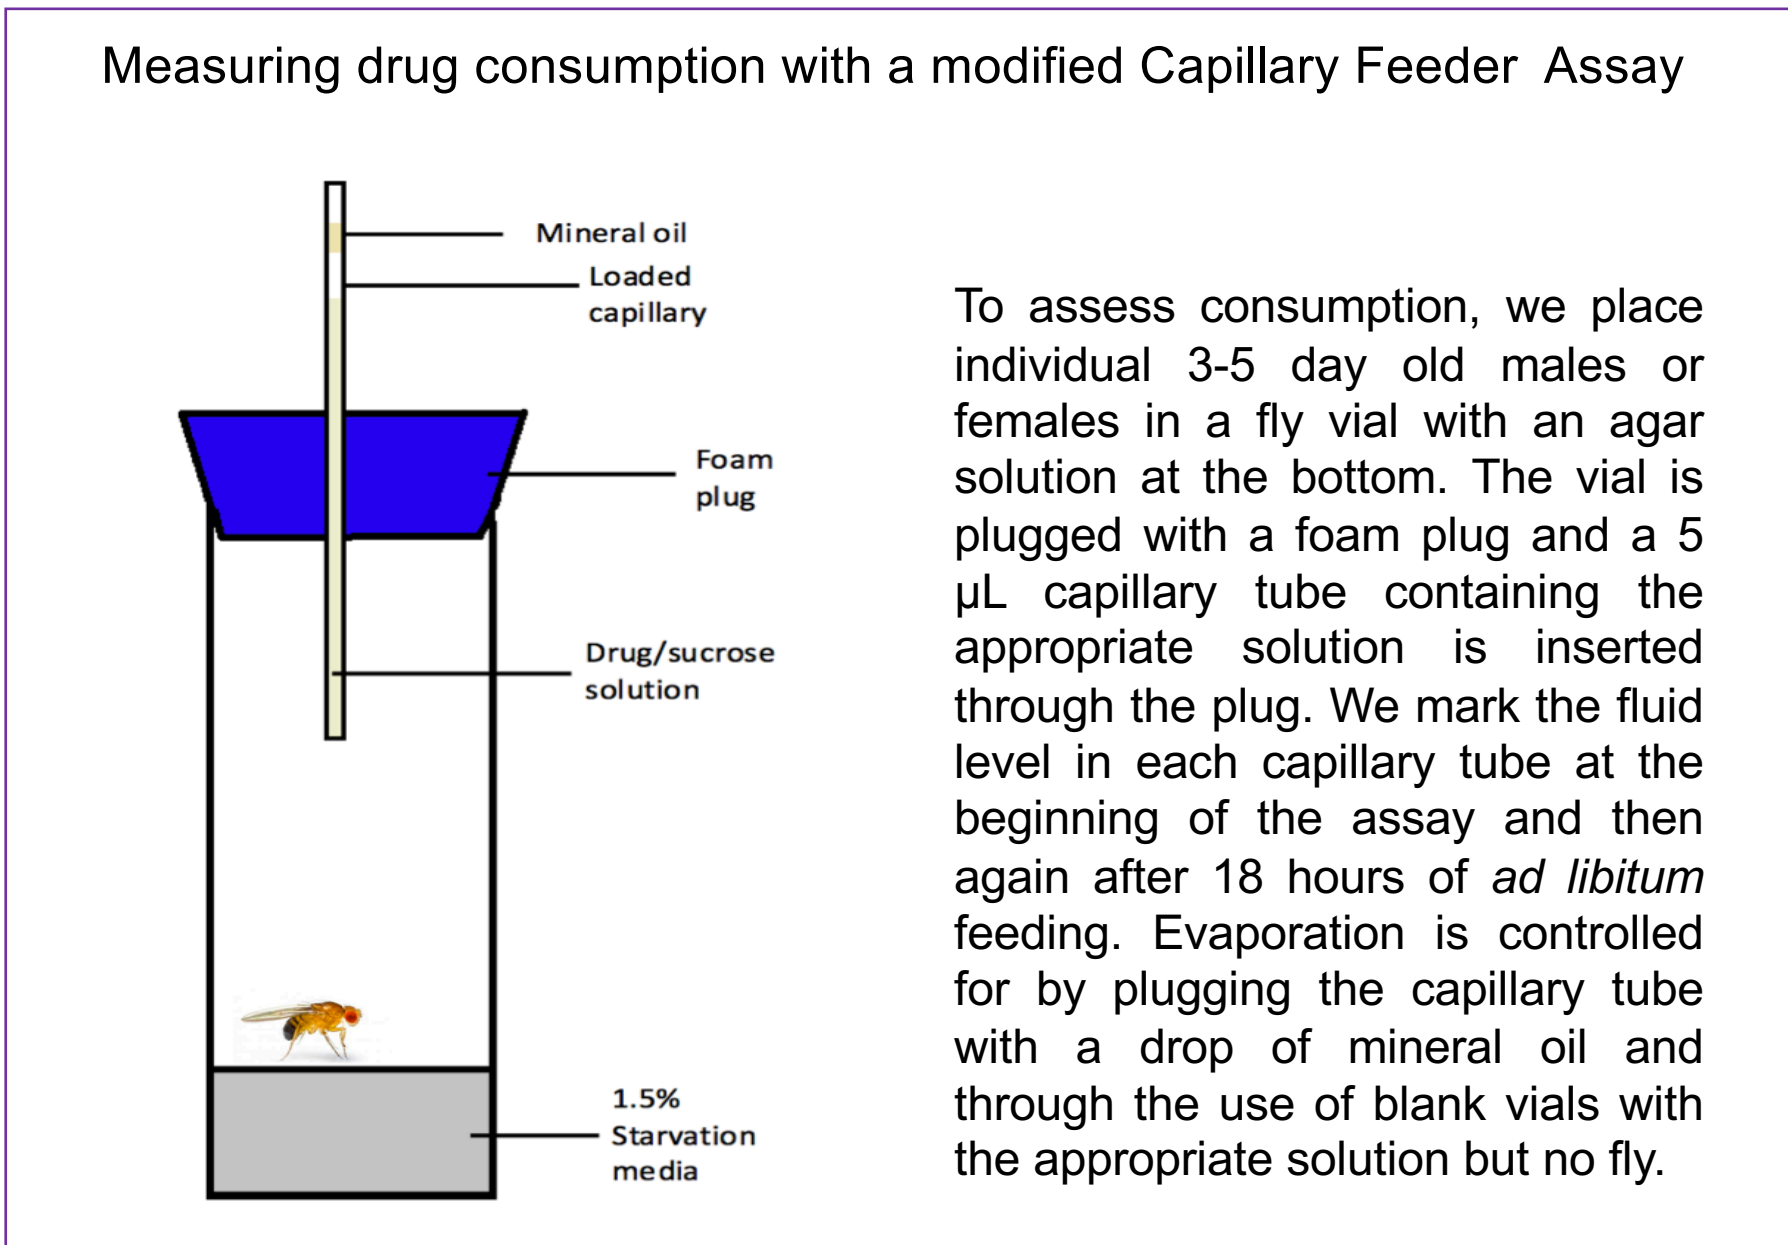 Measuring drug consumption with a modified Capillary Feeder Assay
Mineral oil
Loaded
capillary
Foam
plug
Drug/sucrose
solution
1.5%
Starvation
media
To assess consumption, we place
individual 3-5 day old males or
females in a fly vial with an agar
solution at the bottom. The vial is
plugged with a foam plug and a 5
µL capillary tube containing the
appropriate solution is inserted
through the plug. We mark the fluid
level in each capillary tube at the
beginning of the assay and then
again after 18 hours of ad libitum
feeding. Evaporation is controlled
for by plugging the capillary tube
with a drop of mineral oil and
through the use of blank vials with
the appropriate solution but no fly.